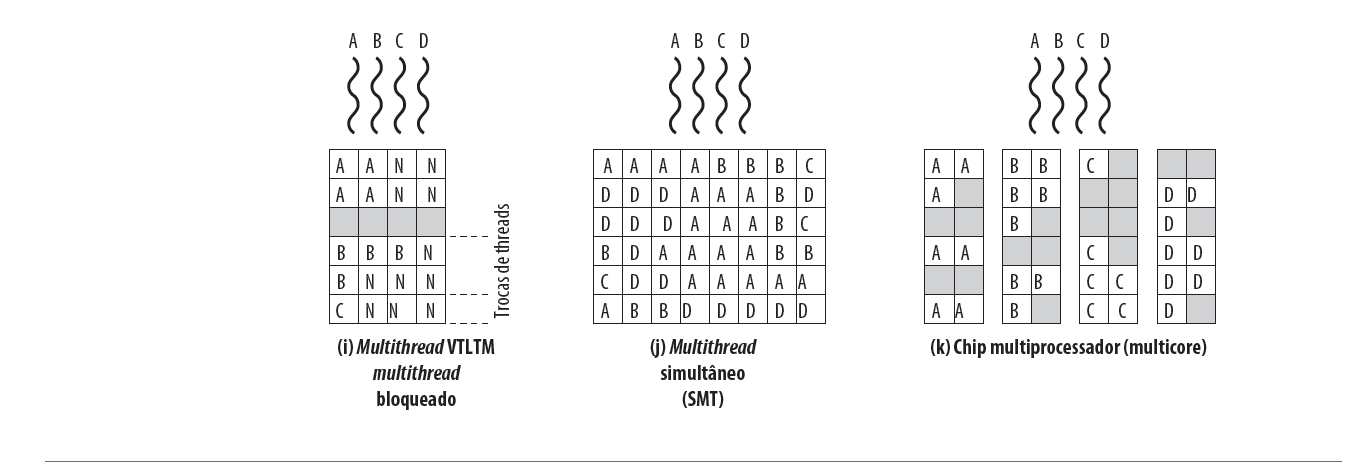 A B C D
A A N N
A A N N
B B B N
B N N N
C N N N
Trocas de threads
(i) Multithread VTLTM
multithread
bloqueado
A B C D
A A A A B B B C
D D D A A A B D
D D D A A A B C
B D A A A A B B
C D D A A A A A
A B B D D D D D
(j) Multithread
simultâneo
(SMT)
A B C D
A A B B C
A B B D D
B D
A A C D D
B B C C D D
A A B C C D
(k) Chip multiprocessador (multicore)